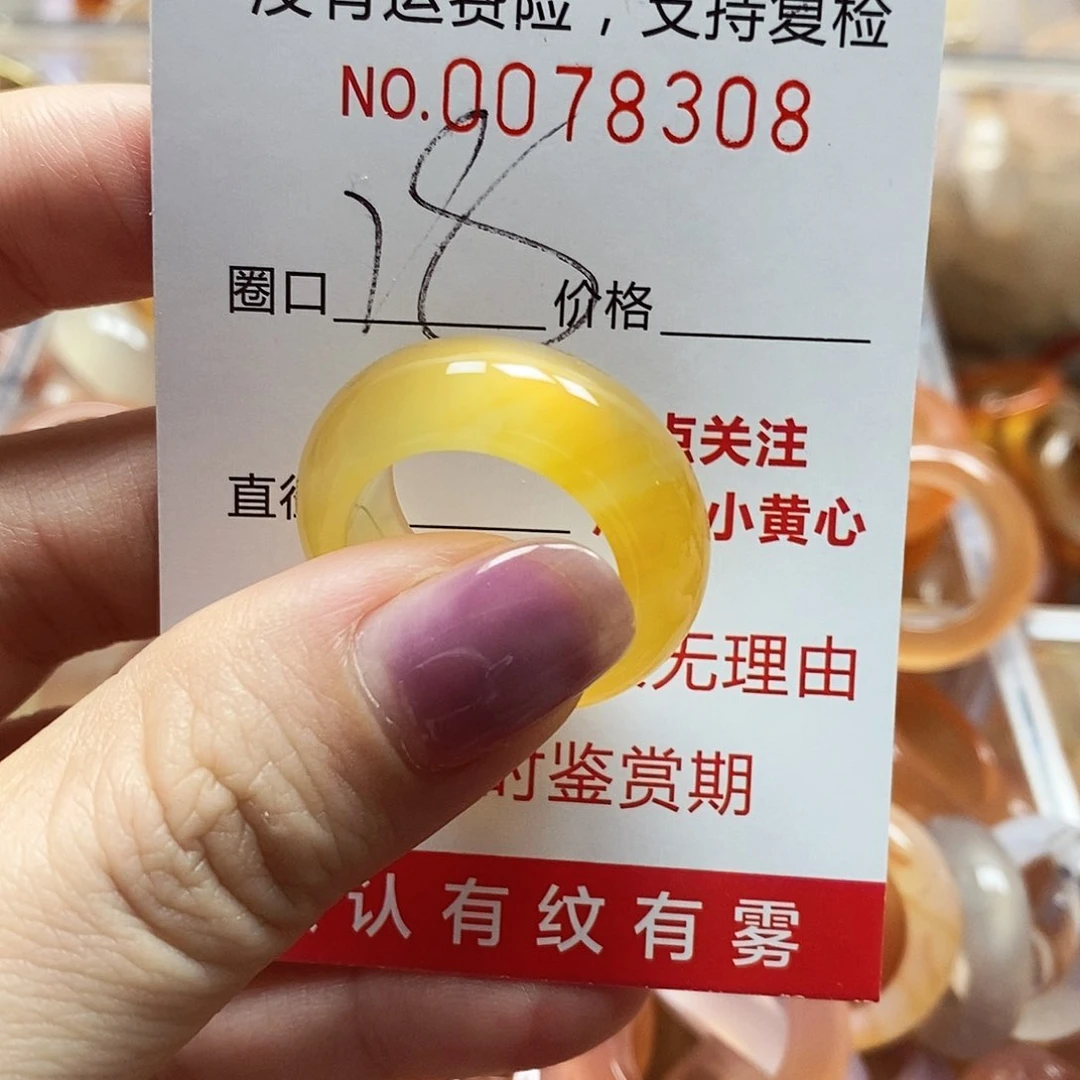 没有运费险，支持复检
NO.0078308
18
圈口 价格
点关注
直径
小黄心
无理由
时鉴赏期
认有纹有雾